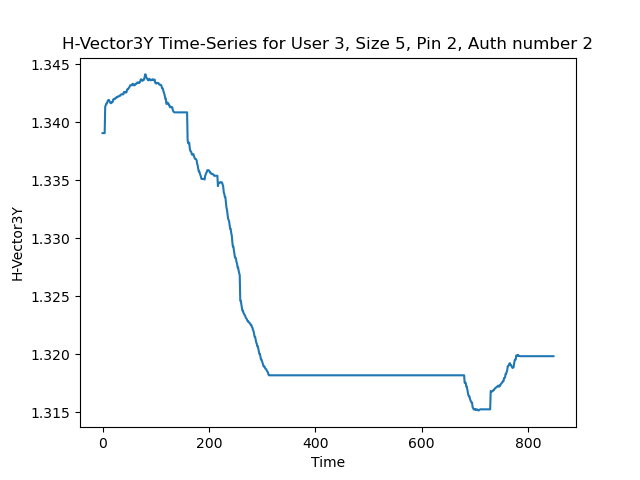 H-Vector3Y Time-Series for User 3, Size 5, Pin 2, Auth number 2
1.345
1.340
1.335
1.330
1.325
1.320
1.315
H-Vector3Y
0 200 400 600 800
Time